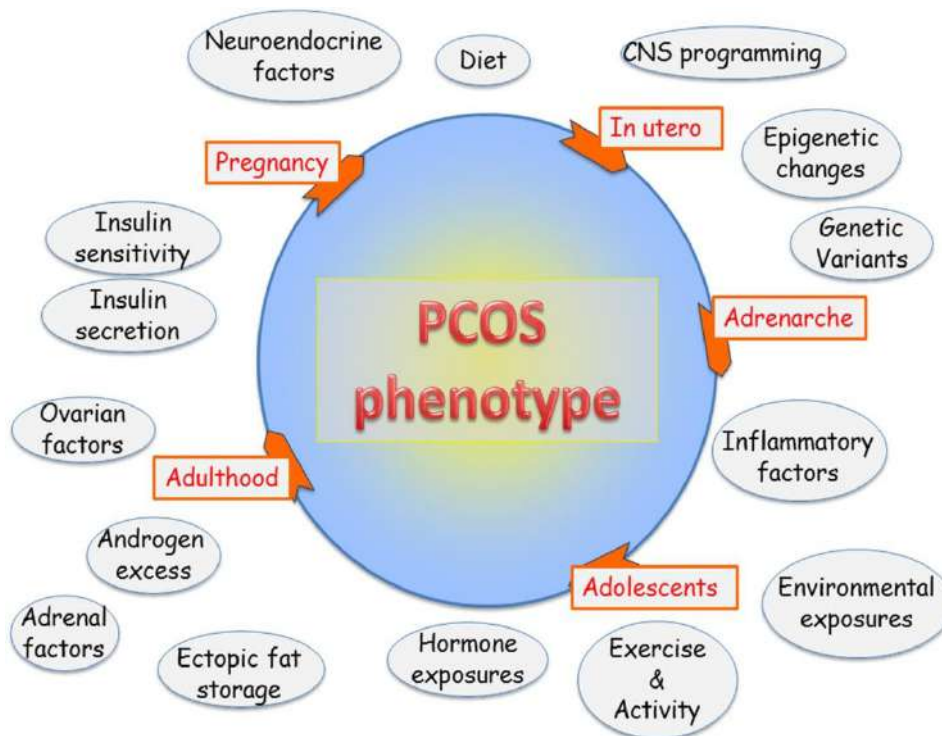 Neuroendocrine
factors
Diet
CNS programming
In utero
Pregnancy
Epigenetic
changes
Insulin
sensitivity
Genetic
Variants
Insulin
secretion
Adrenarche
PCOS
phenotype
Ovarian
factors
Inflammatory
factors
Adulthood
Androgen
excess
Adolescents
Environmental
exposures
Adrenal
factors
Ectopic fat
storage
Hormone
exposures
Exercise
&
Activity